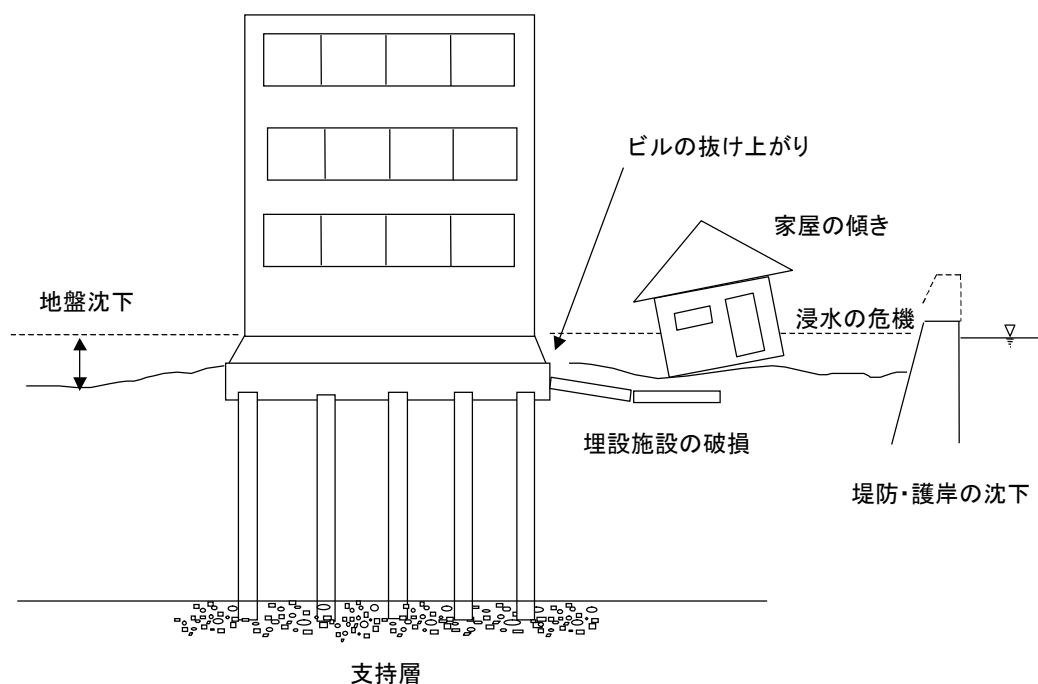 ビルの抜け上がり
家屋の傾き
地盤沈下
浸水の危機
埋設施設の破損
堤防・護岸の沈下
支持層